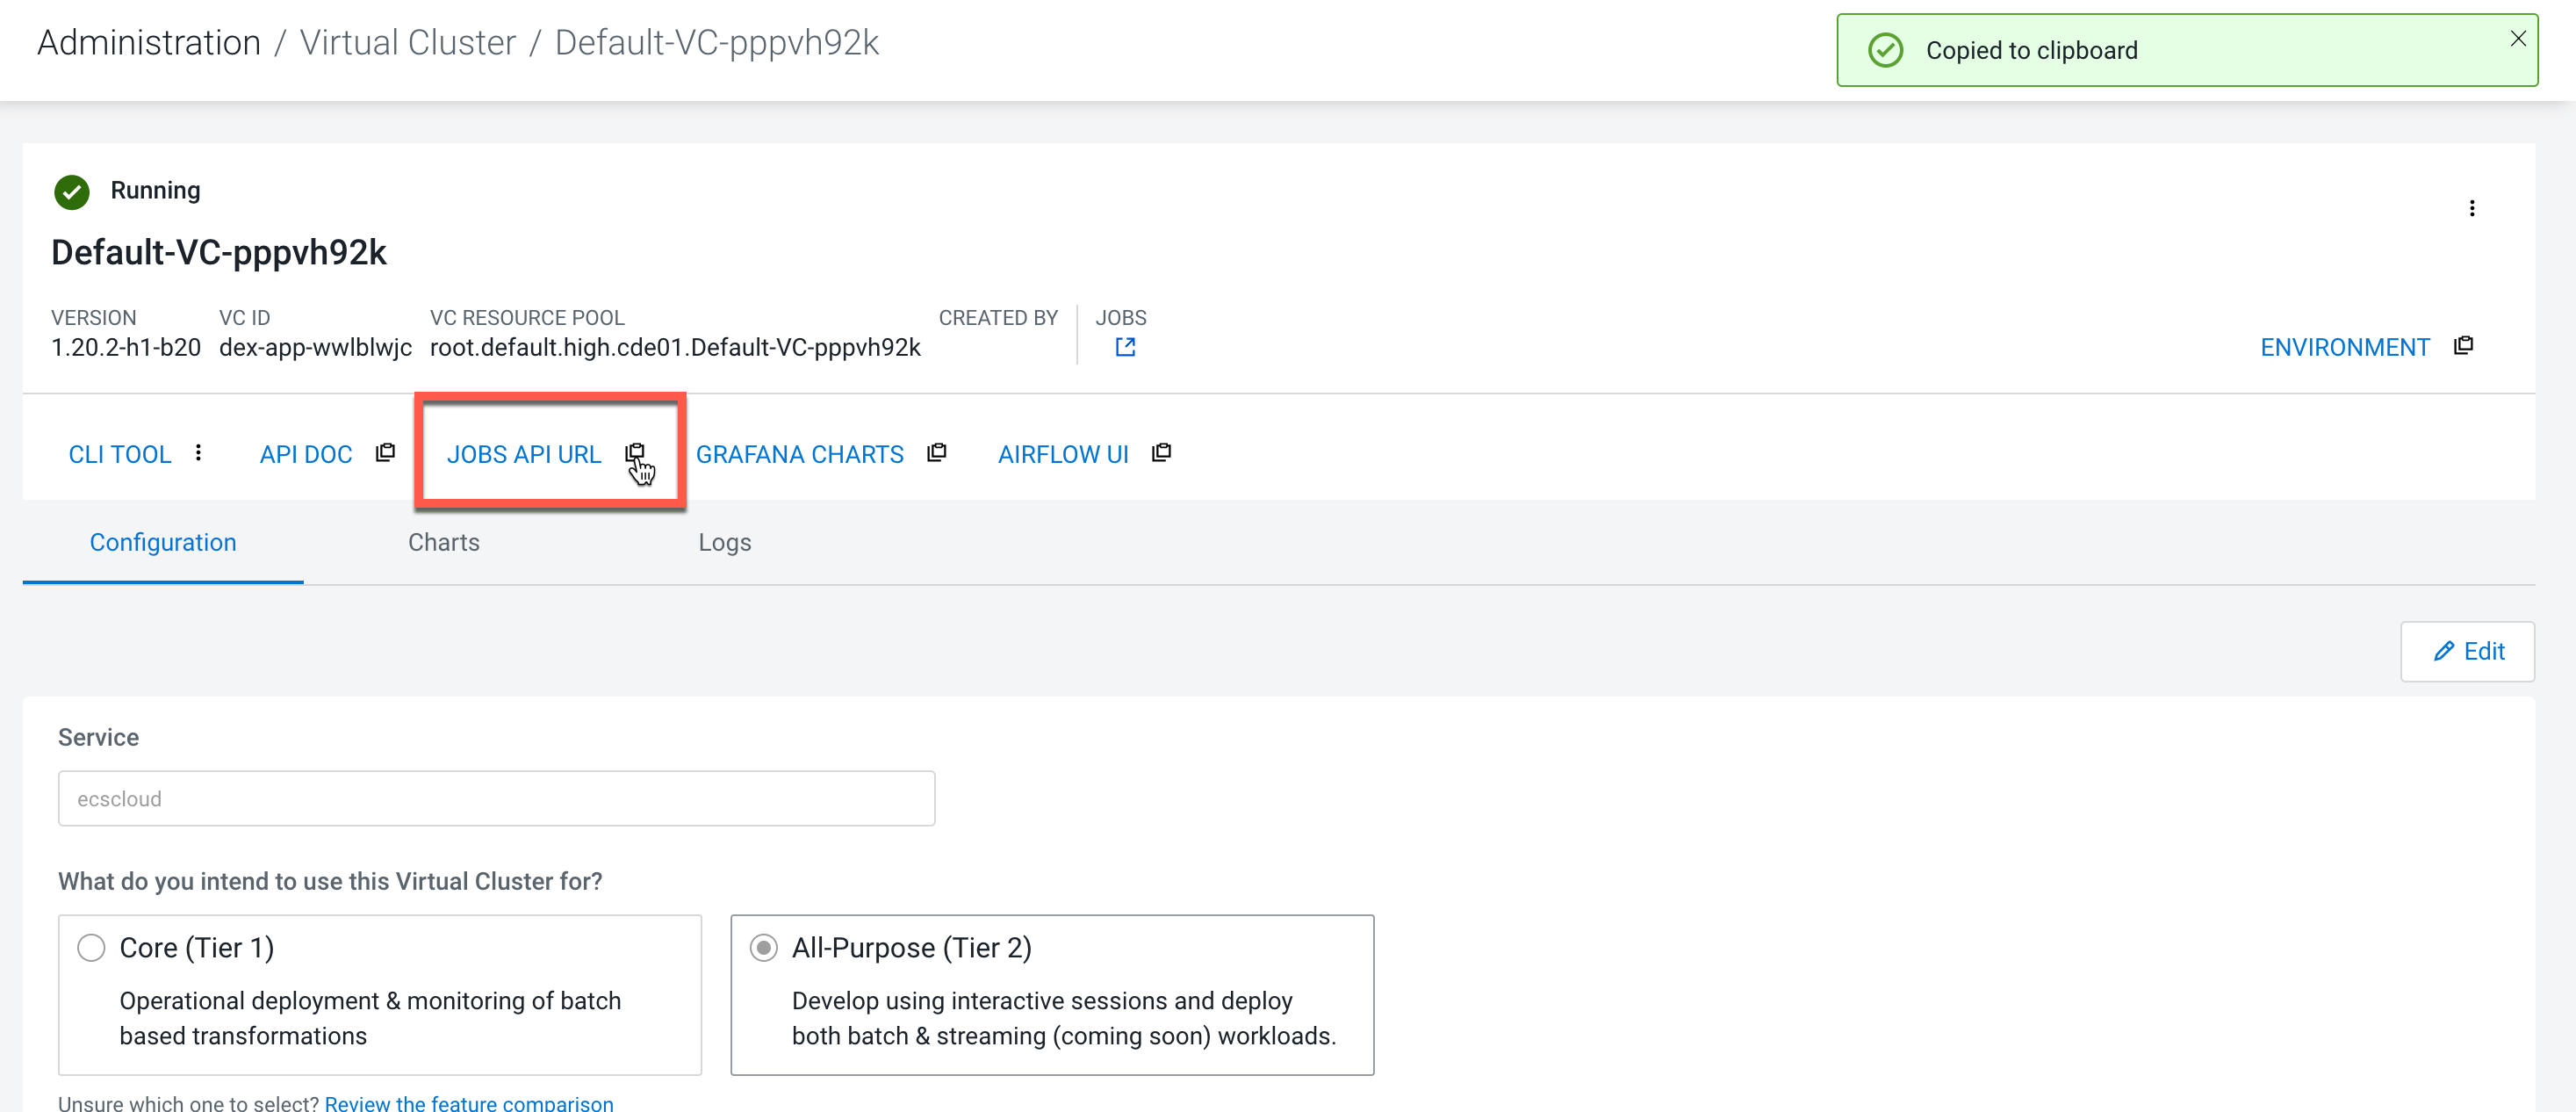 Administration / Virtual Cluster / Default-VC-pppvh92k
Copied to clipboard
Running
Default-VC-pppvh92k
VERSION VC ID VC RESOURCE POOL CREATED BY JOBS
1.20.2-h1-b20 dex-app-wwlblwjc root.default.high.cde01.Default-VC-pppvh92k
ENVIRONMENT
CLI TOOL API DOC JOBS API URL GRAFANA CHARTS AIRFLOW UI
Configuration Charts Logs
Edit
Service
ecscloud
What do you intend to use this Virtual Cluster for?
Core (Tier 1)
Operational deployment & monitoring of batch
based transformations
All-Purpose (Tier 2)
Develop using interactive sessions and deploy
both batch & streaming (coming soon) workloads.
Unsure which one to select? Review the feature comparison